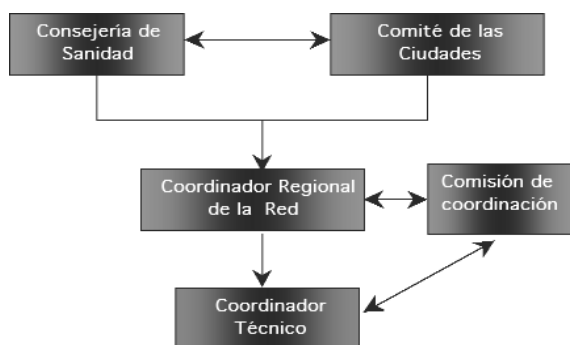 Consejería de
Sanidad
Comité de las
Ciudades
Coordinador Regional
de la Red
Comisión de
coordinación
Coordinador
Técnico